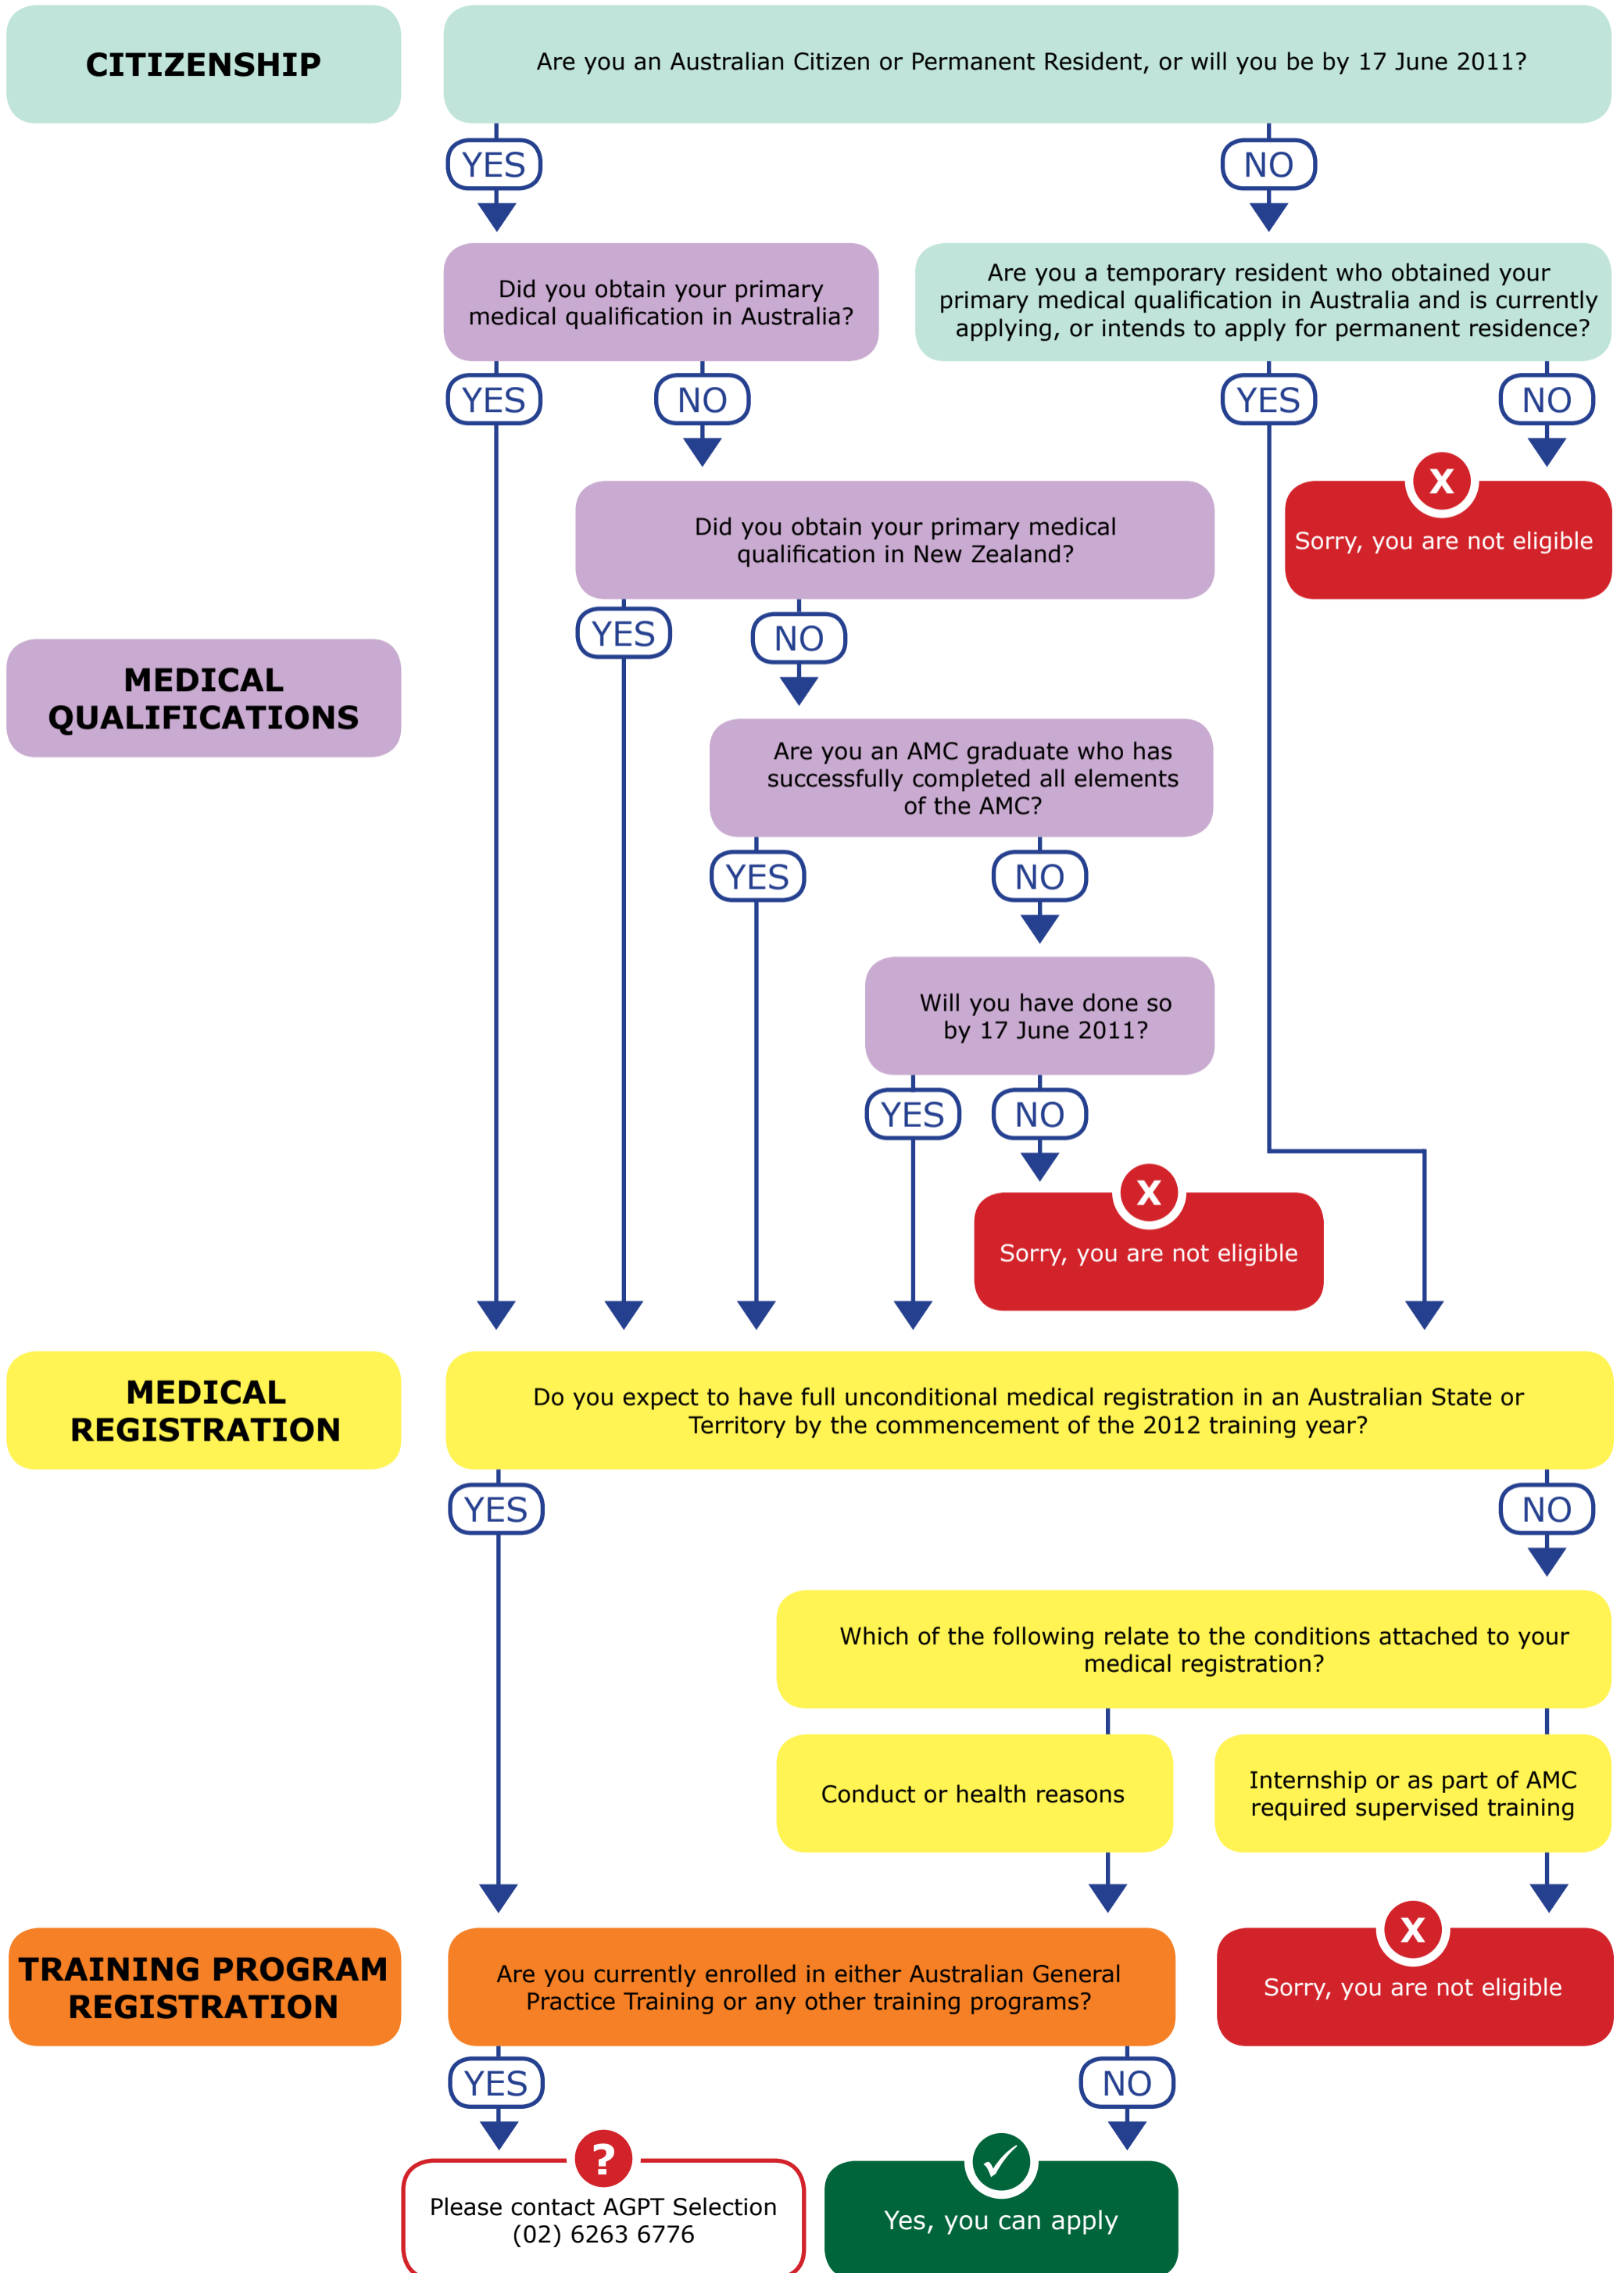 CITIZENSHIP
Are you an Australian Citizen or Permanent Resident, or will you be by 17 June 2011?
YES
NO
Did you obtain your primary
medical qualification in Australia?
Are you a temporary resident who obtained your
primary medical qualification in Australia and is currently
applying, or intends to apply for permanent residence?
YES
NO
YES
NO
Did you obtain your primary medical
qualification in New Zealand?
X
Sorry, you are not eligible
YES
NO
MEDICAL
QUALIFICATIONS
Are you an AMC graduate who has
successfully completed all elements
of the AMC?
YES
NO
Will you have done so
by 17 June 2011?
YES
NO
X
Sorry, you are not eligible
MEDICAL
REGISTRATION
Do you expect to have full unconditional medical registration in an Australian State or
Territory by the commencement of the 2012 training year?
YES
NO
Which of the following relate to the conditions attached to your
medical registration?
Conduct or health reasons
Internship or as part of AMC
required supervised training
TRAINING PROGRAM
REGISTRATION
Are you currently enrolled in either Australian General
Practice Training or any other training programs?
X
Sorry, you are not eligible
YES
NO
?
Please contact AGPT Selection
(02) 6263 6776
Yes, you can apply